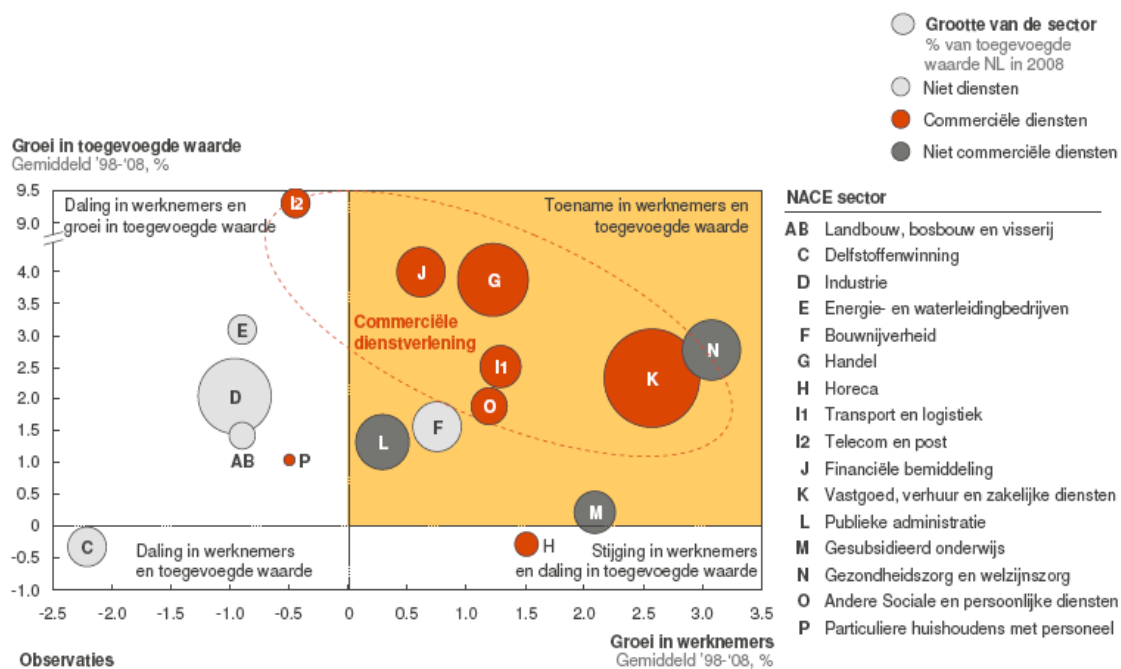 Grootte van de sector
% van toegevoegde
waarde NL in 2008
Niet diensten
Commerciële diensten
Niet commerciële diensten
Groei in toegevoegde waarde
Gemiddeld '98-'08, %
9.5
9.0
4.0
3.5
3.0
2.5
2.0
1.5
1.0
0.5
0
-0.5
-1.0
Daling in werknemers en
groei in toegevoegde waarde
Toename in werknemers en
toegevoegde waarde
I2
J
G
E
Commerciële
dienstverlening
N
I1
K
D
O
F
L
AB
P
M
C
H
Daling in werknemers
en toegevoegde waarde
Stijging in werknemers
en daling in toegevoegde waarde
-2.5
-2.0
-1.5
-1.0
-0.5
0
0.5
1.0
1.5
2.0
2.5
3.0
3.5
Groei in werknemers
Gemiddeld '98-'08, %
Observaties
NACE sector
AB Landbouw, bosbouw en visserij
C Delfstoffenwinning
D Industrie
E Energie- en waterleidingbedrijven
F Bouwnijverheid
G Handel
H Horeca
I1 Transport en logistiek
I2 Telecom en post
J Financiële bemiddeling
K Vastgoed, verhuur en zakelijke diensten
L Publieke administratie
M Gesubsidieerd onderwijs
N Gezondheidszorg en welzijnszorg
O Andere Sociale en persoonlijke diensten
P Particuliere huishoudens met personeel